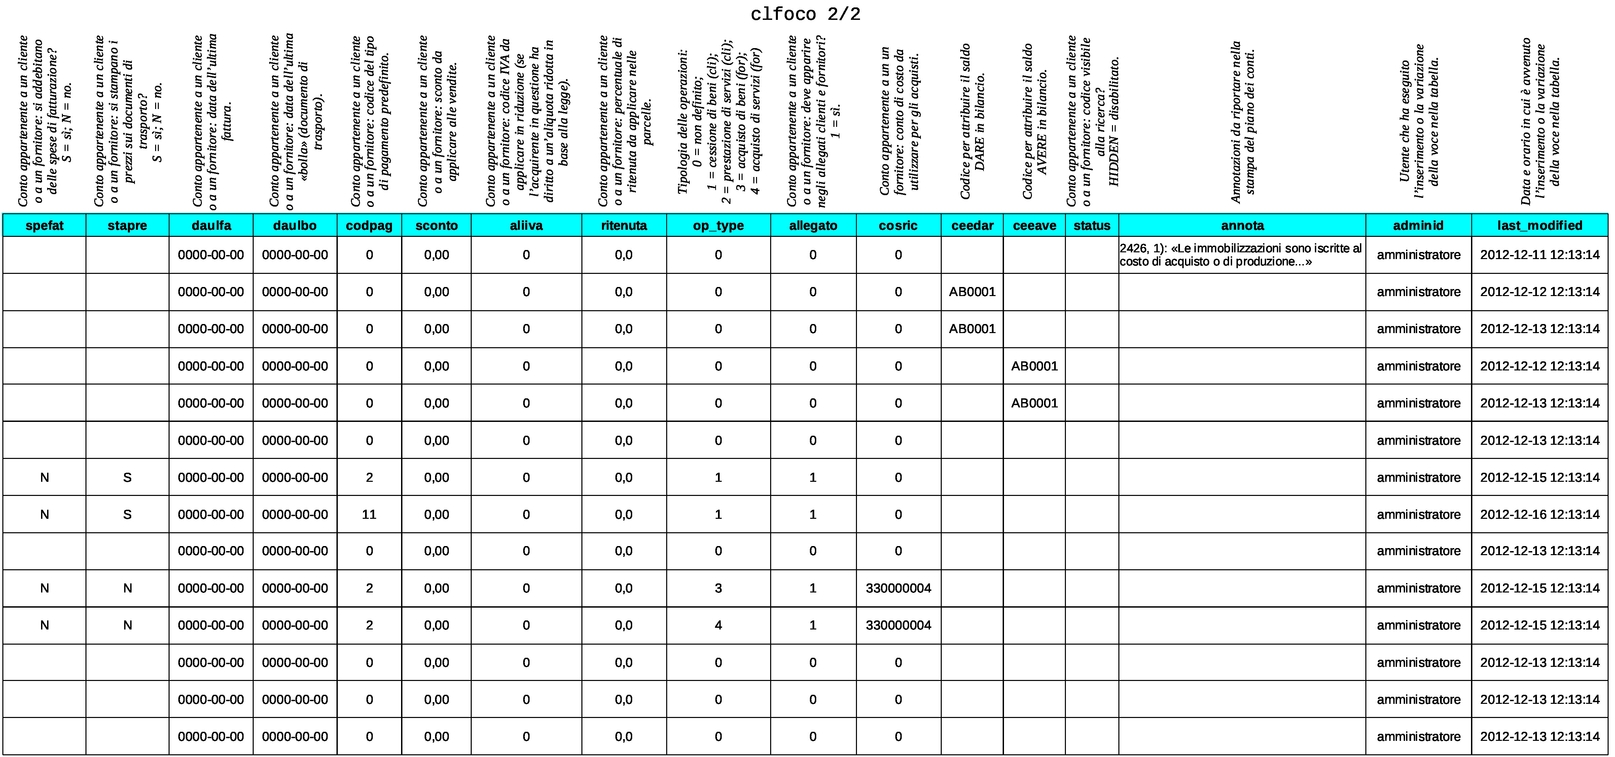 clfoco 2/2
Conto appartenente a un cliente
o a un fornitore: si addebitano
delle spese di fatturazione?
S = sì; N = no.
Conto appartenente a un cliente
o a un fornitore: si stampano i
prezzi sui documenti di
trasporto?
S = sì; N = no.
Conto appartenente a un cliente
o a un fornitore: data dell'ultima
fattura.
Conto appartenente a un cliente
o a un fornitore: data dell'ultima
«bolla» (documento di
trasporto).
Conto appartenente a un cliente
o a un fornitore: codice del tipo
di pagamento predefinito.
Conto appartenente a un cliente
o a un fornitore: sconto da
applicare alle vendite.
Conto appartenente a un cliente
o a un fornitore: codice IVA da
applicare in riduzione (se
l'acquirente in questione ha
diritto a un'aliquota ridotta in
base alla legge).
Conto appartenente a un cliente
o a un fornitore: percentuale di
ritenuta da applicare nelle
parcelle.
Tipologia delle operazioni:
0 = non definito;
1 = cessione di beni (cli);
2 = prestazione di servizi (cli);
3 = acquisto di beni (for);
4 = acquisto di servizi (for)
Conto appartenente a un cliente
o a un fornitore: deve apparire
negli allegati clienti e fornitori?
1 = sì.
Conto appartenente a un un
fornitore: conto di costo da
utilizzare per gli acquisti.
Codice per attribuire il saldo
DARE in bilancio.
Codice per attribuire il saldo
AVERE in bilancio.
Conto appartenente a un cliente
o a un fornitore: codice visibile
alla ricerca?
HIDDEN = disabilitato.
Annotazioni da riportare nella
stampa del piano dei conti.
Utente che ha eseguito
l'inserimento o la variazione
della voce nella tabella.
Data e orario in cui è avvenuto
l'inserimento o la variazione
della voce nella tabella.
spefat stapre daulfa daulbo codpag sconto aliiva ritenuta op_type allegato cosric ceedar ceeave status annota adminid last_modified
0000-00-00 0000-00-00 0 0,00 0 0,0 0 0 0 2426, 1): «Le immobilizzazioni sono iscritte al
costo di acquisto o di produzione...» amministratore 2012-12-11 12:13:14
0000-00-00 0000-00-00 0 0,00 0 0,0 0 0 0 AB0001 amministratore 2012-12-12 12:13:14
0000-00-00 0000-00-00 0 0,00 0 0,0 0 0 0 AB0001 amministratore 2012-12-13 12:13:14
0000-00-00 0000-00-00 0 0,00 0 0,0 0 0 0 AB0001 amministratore 2012-12-12 12:13:14
0000-00-00 0000-00-00 0 0,00 0 0,0 0 0 0 AB0001 amministratore 2012-12-13 12:13:14
0000-00-00 0000-00-00 0 0,00 0 0,0 0 0 0 amministratore 2012-12-13 12:13:14
N S 0000-00-00 0000-00-00 2 0,00 0 0,0 1 1 0 amministratore 2012-12-15 12:13:14
N S 0000-00-00 0000-00-00 11 0,00 0 0,0 1 1 0 amministratore 2012-12-16 12:13:14
0000-00-00 0000-00-00 0 0,00 0 0,0 0 0 0 amministratore 2012-12-13 12:13:14
N N 0000-00-00 0000-00-00 2 0,00 0 0,0 3 1 330000004 amministratore 2012-12-15 12:13:14
N N 0000-00-00 0000-00-00 2 0,00 0 0,0 4 1 330000004 amministratore 2012-12-15 12:13:14
0000-00-00 0000-00-00 0 0,00 0 0,0 0 0 0 amministratore 2012-12-13 12:13:14
0000-00-00 0000-00-00 0 0,00 0 0,0 0 0 0 amministratore 2012-12-13 12:13:14
0000-00-00 0000-00-00 0 0,00 0 0,0 0 0 0 amministratore 2012-12-13 12:13:14